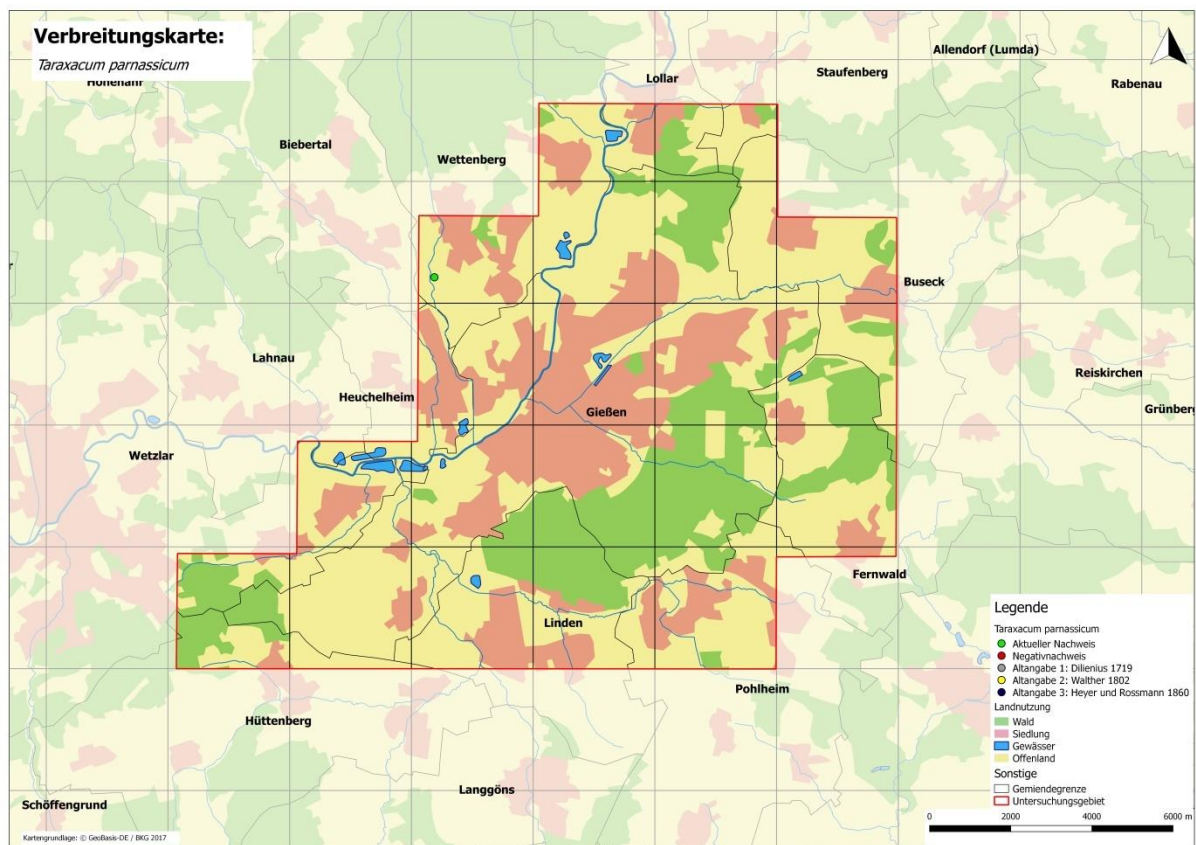 Verbreitungskarte:
Taraxacum parnassicum
Hohenahr
Lollar
Allendorf (Lumda)
Staufenberg
Rabenau
Biebertal
Wettenberg
Buseck
Lahnau
Heuchelheim
Reiskirchen
Grünberg
Gießen
Wetzlar
Fernwald
Linden
Pohlheim
Hüttenberg
Langgöns
Schöffengrund
Legende
Taraxacum parnassicum
Aktueller Nachweis
Negativnachweis
Altangabe 1: Dillenius 1719
Altangabe 2: Walther 1802
Altangabe 3: Heyer und Rossmann 1860
Landnutzung
Wald
Siedlung
Gewässer
Offenland
Sonstige
Gemiendegrenze
Untersuchungsgebiet
0 2000 4000 6000 m
Kartengrundlage: © GeoBasis-DE / BKG 2017